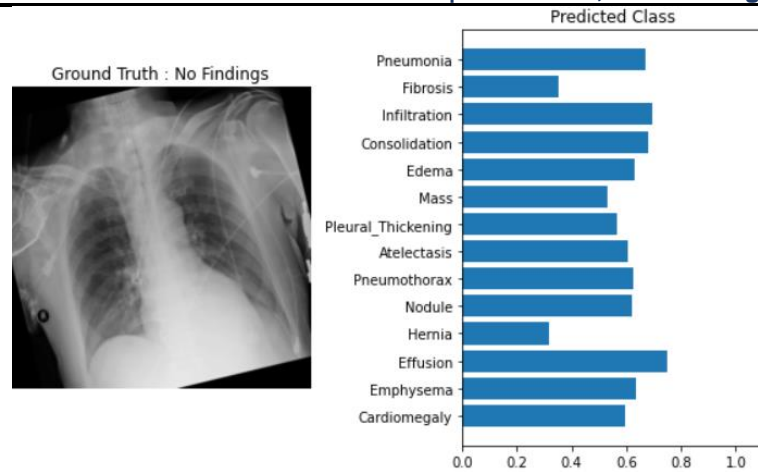 Predicted Class
Ground Truth : No Findings
Pneumonia
Fibrosis
Infiltration
Consolidation
Edema
Mass
Pleural_Thickening
Atelectasis
Pneumothorax
Nodule
Hernia
Effusion
Emphysema
Cardiomegaly
0.0 0.2 0.4 0.6 0.8 1.0